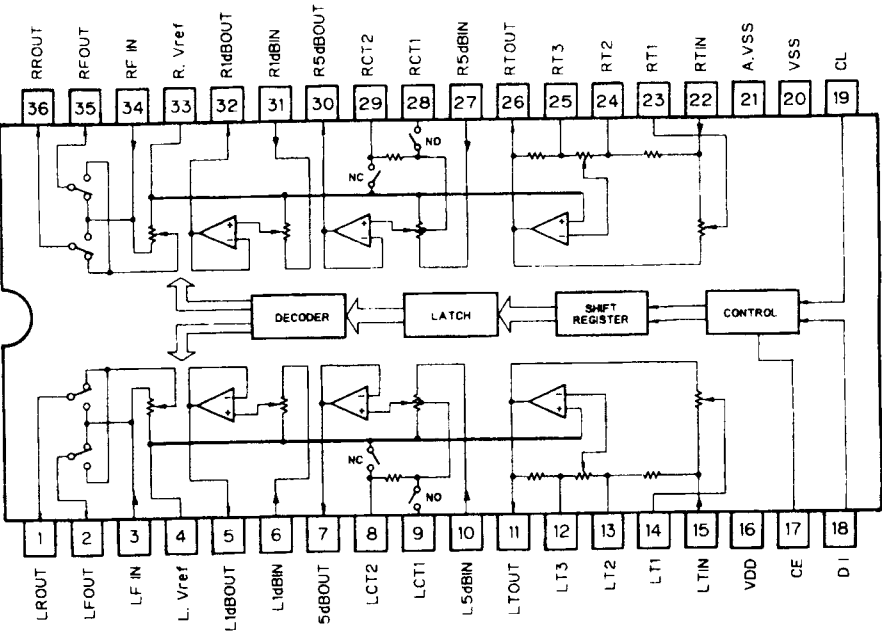 RROUT RFOUT RF IN R. Vref R1dBOUT R1dBIN R5dBOUT RCT2 RCT1 R5dBIN RTOUT RT3 RT2 RT1 RTIN A.VSS VSS CL
36 35 34 33 32 31 30 29 28 27 26 25 24 23 22 21 20 19
NO
NC
+ − + − + −
DECODER LATCH SHIFT REGISTER CONTROL
− + − + − +
NC
NO
1 2 3 4 5 6 7 8 9 10 11 12 13 14 15 16 17 18
LROUT LFOUT LF IN L. Vref L1dBOUT L1dBIN 5dBOUT LCT2 LCT1 L5dBIN LTOUT LT3 LT2 LT1 LTIN VDD CE DI